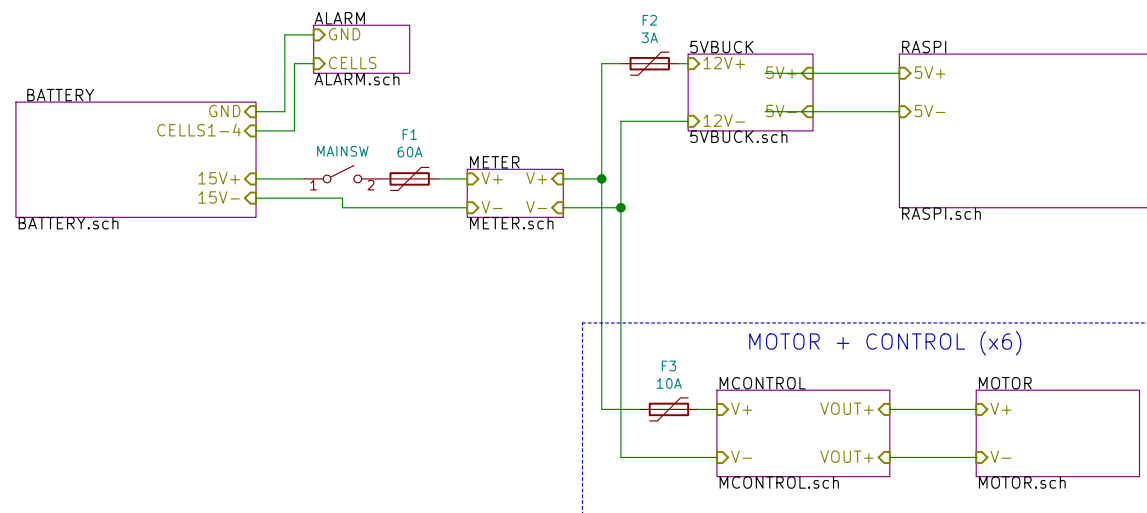 ALARM
GND
CELLS
ALARM.sch
BATTERY
GND
CELLS1-4
15V+
15V-
BATTERY.sch
MAINSW
1 2
F1
60A
METER
V+ V+
V- V-
METER.sch
F2
3A
5VBUCK
12V+ 5V+
12V- 5V-
5VBUCK.sch
RASPI
5V+
5V-
RASPI.sch
MOTOR + CONTROL (x6)
F3
10A
MCONTROL
V+ VOUT+
V- VOUT+
MCONTROL.sch
MOTOR
V+
V-
MOTOR.sch